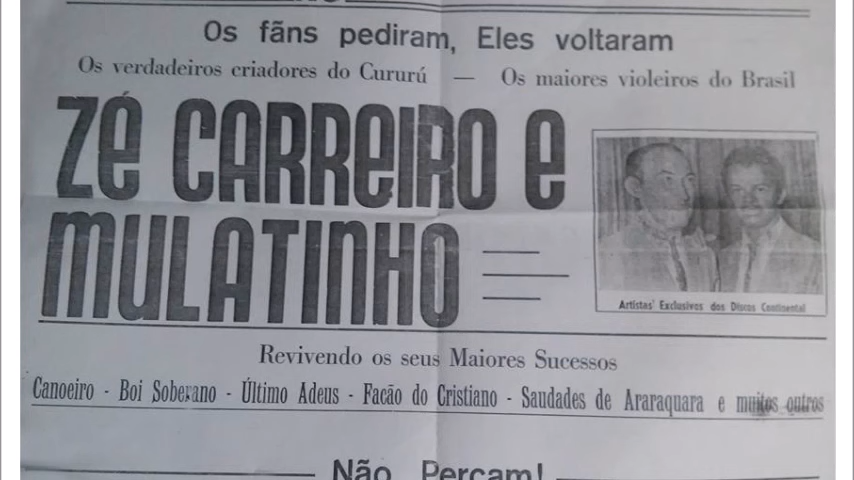 Os fãns pediram, Eles voltaram
Os verdadeiros criadores do Cururú — Os maiores violeiros do Brasil
Zé CARREIRO e
MULATINHO
Artistas Exclusivos dos Discos Continental
Revivendo os seus Maiores Sucessos
Canoeiro - Boi Soberano - Último Adeus - Facão do Cristiano - Saudades de Araraquara e muitos outros
Não Percam!